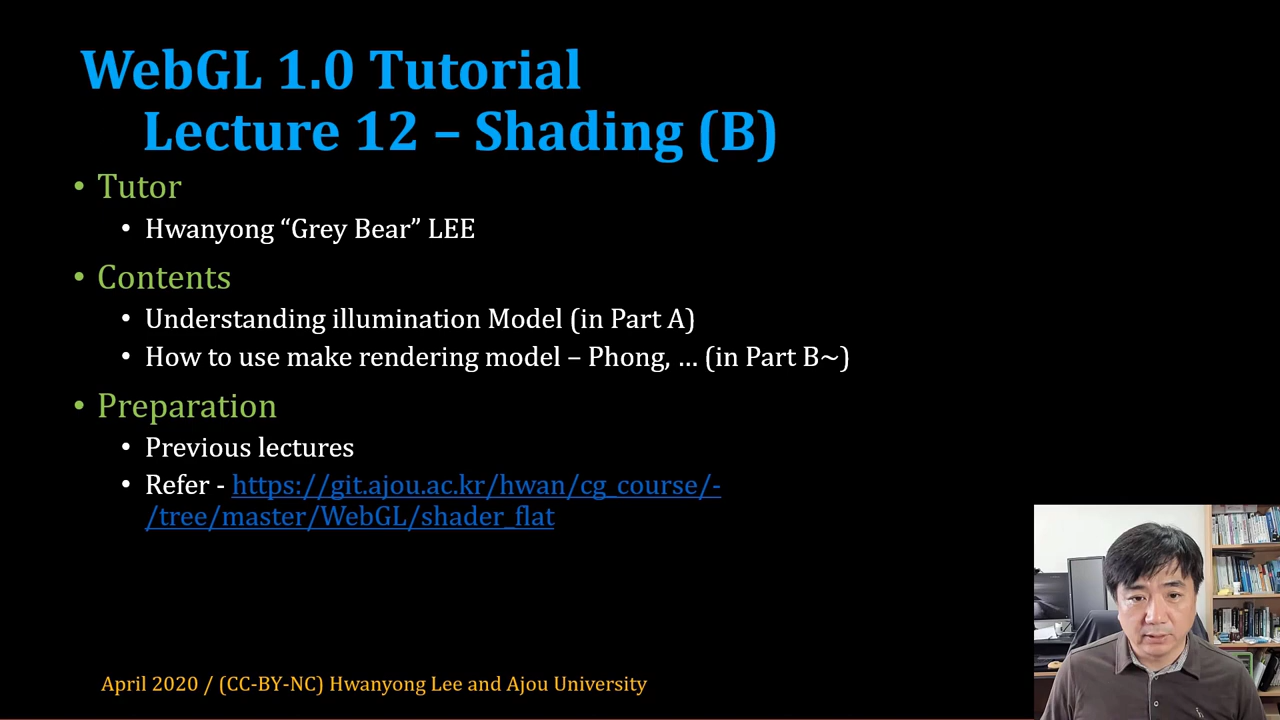 WebGL 1.0 Tutorial
Lecture 12 – Shading (B)
• Tutor
• Hwanyong “Grey Bear” LEE
• Contents
• Understanding illumination Model (in Part A)
• How to use make rendering model – Phong, … (in Part B~)
• Preparation
• Previous lectures
• Refer - https://git.ajou.ac.kr/hwan/cg_course/-
/tree/master/WebGL/shader_flat
April 2020 / (CC-BY-NC) Hwanyong Lee and Ajou University